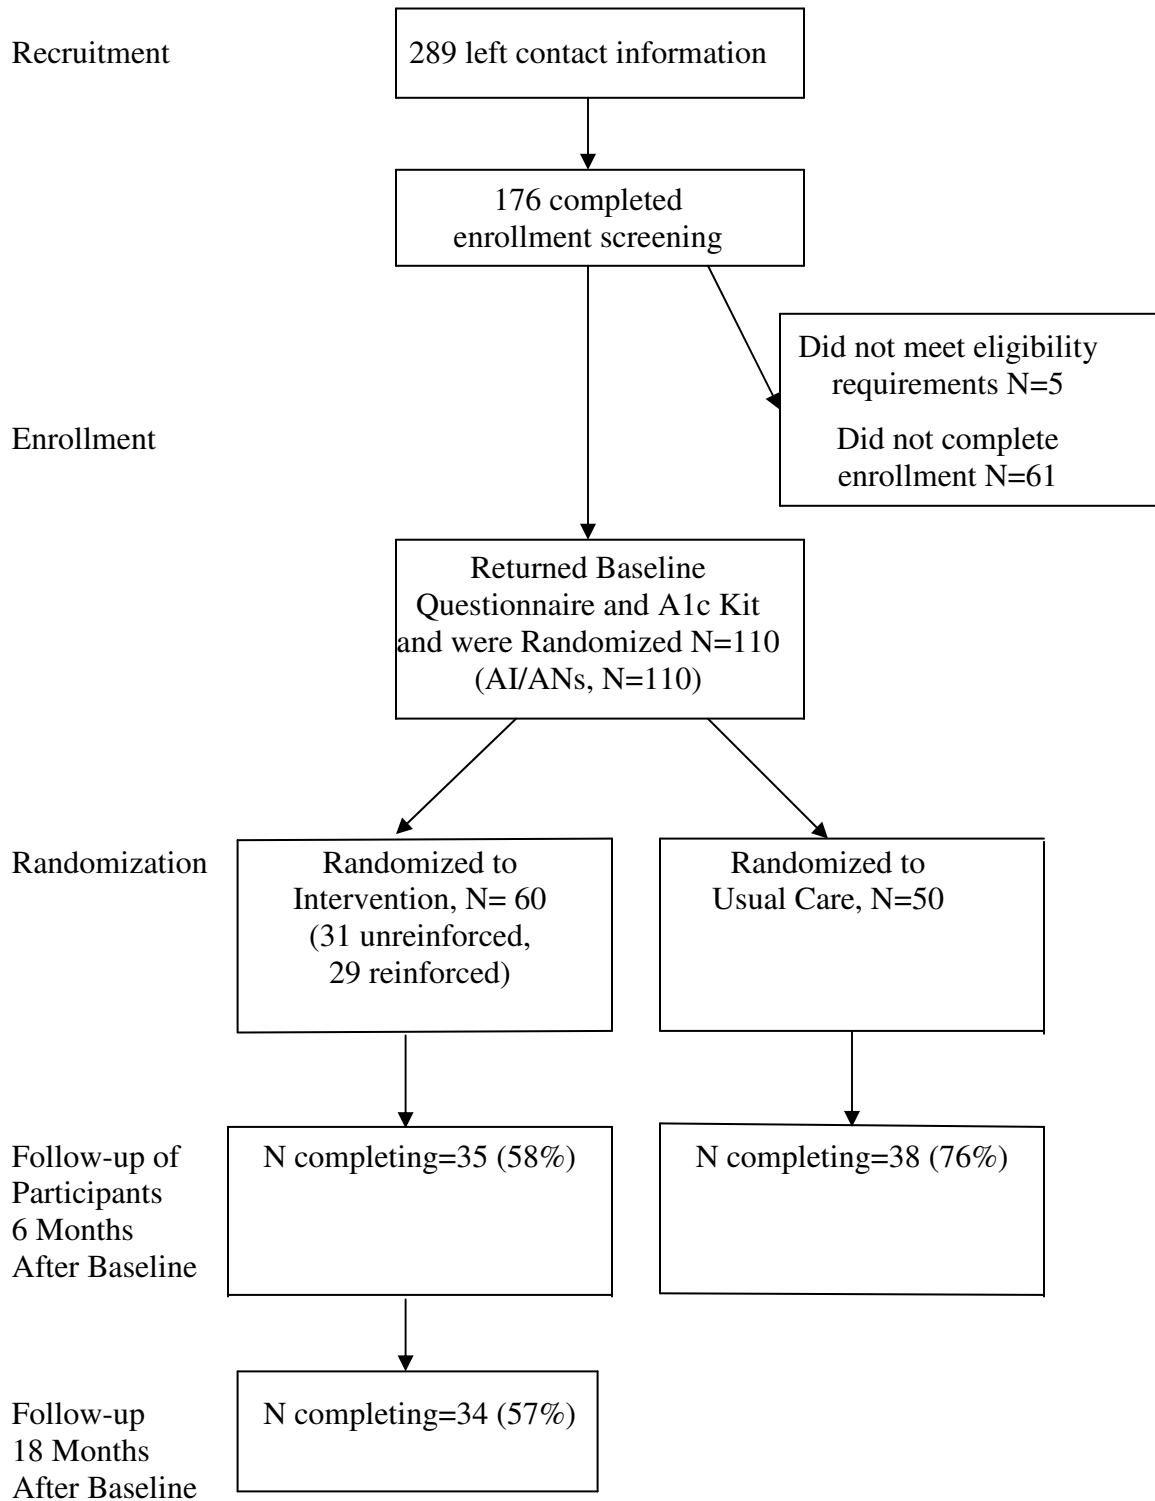 Recruitment
289 left contact information
176 completed
enrollment screening
Did not meet eligibility
requirements N=5
Did not complete
enrollment N=61
Enrollment
Returned Baseline
Questionnaire and A1c Kit
and were Randomized N=110
(AI/ANs, N=110)
Randomization
Randomized to
Intervention, N= 60
(31 unreinforced,
29 reinforced)
Randomized to
Usual Care, N=50
Follow-up of
Participants
6 Months
After Baseline
N completing=35 (58%)
N completing=38 (76%)
Follow-up
18 Months
After Baseline
N completing=34 (57%)